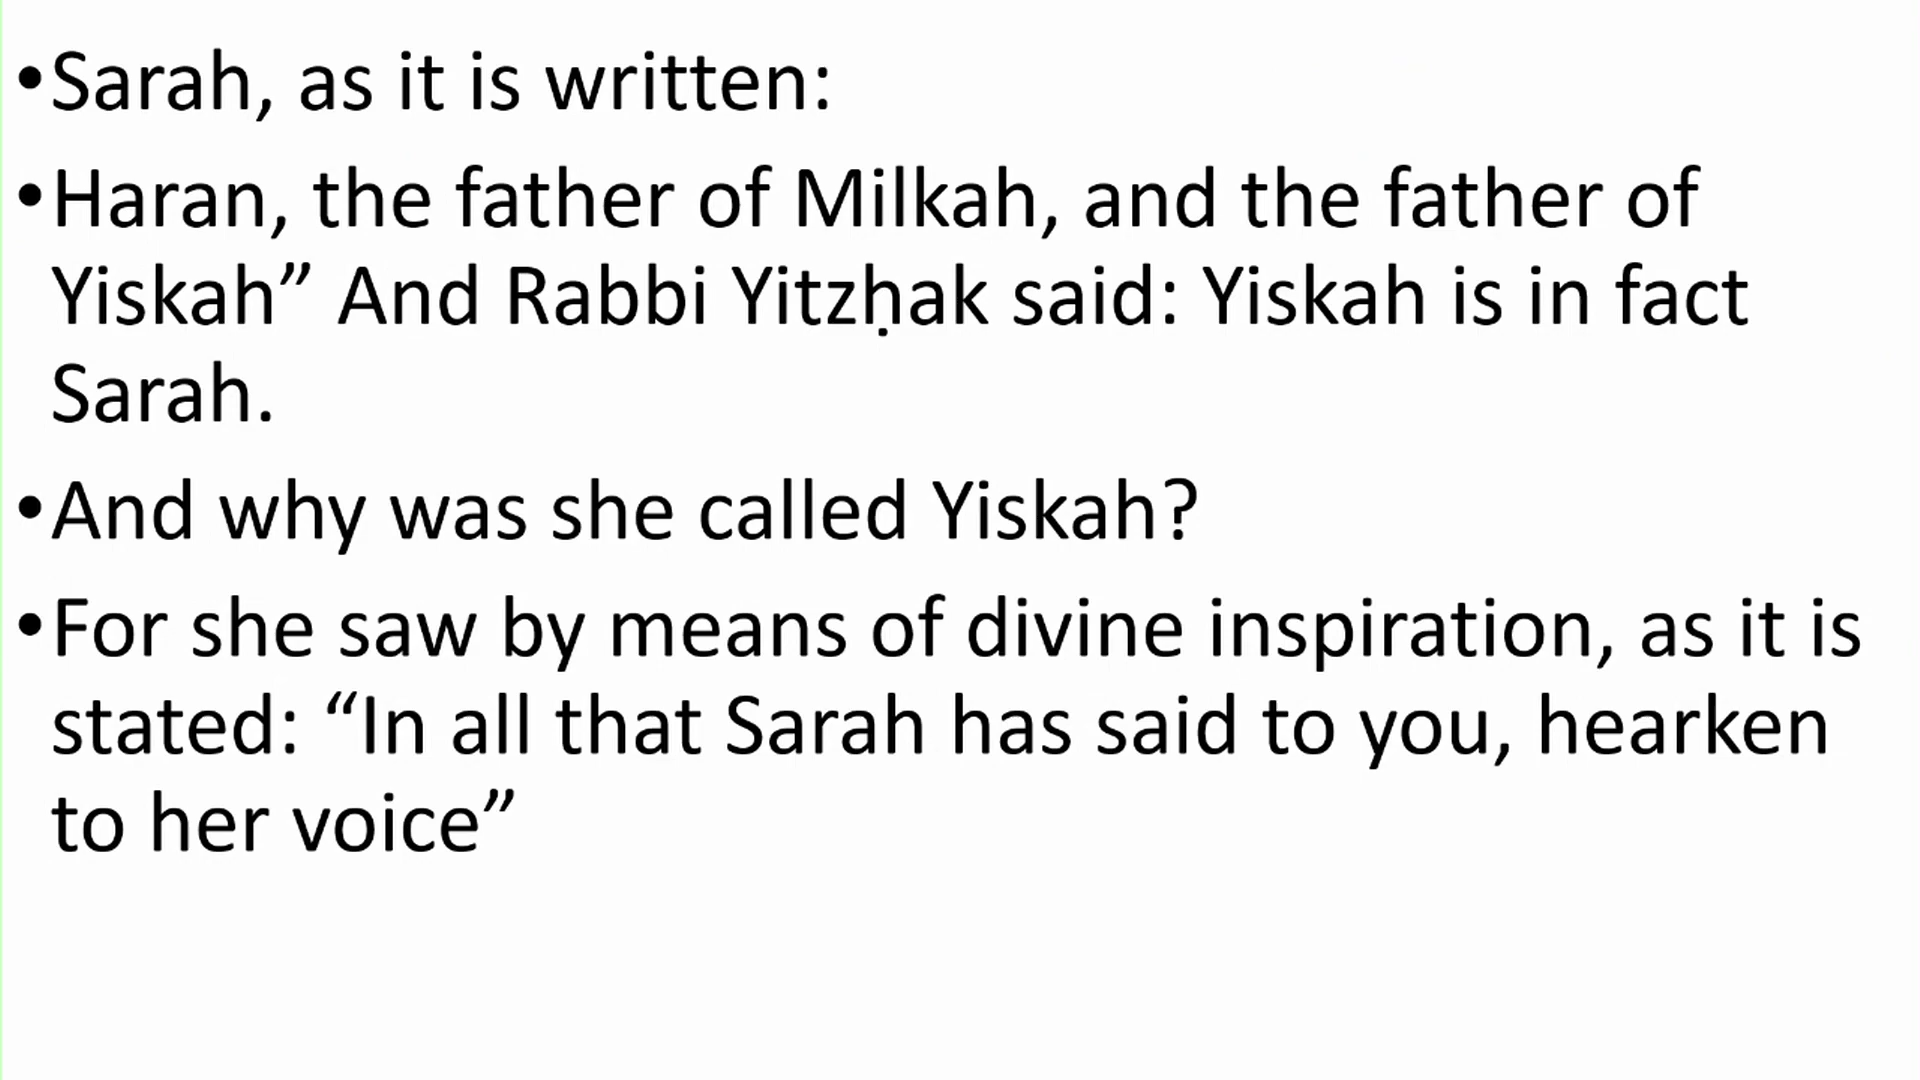 •Sarah, as it is written:
•Haran, the father of Milkah, and the father of
Yiskah” And Rabbi Yitzḥak said: Yiskah is in fact
Sarah.
•And why was she called Yiskah?
•For she saw by means of divine inspiration, as it is
stated: “In all that Sarah has said to you, hearken
to her voice”